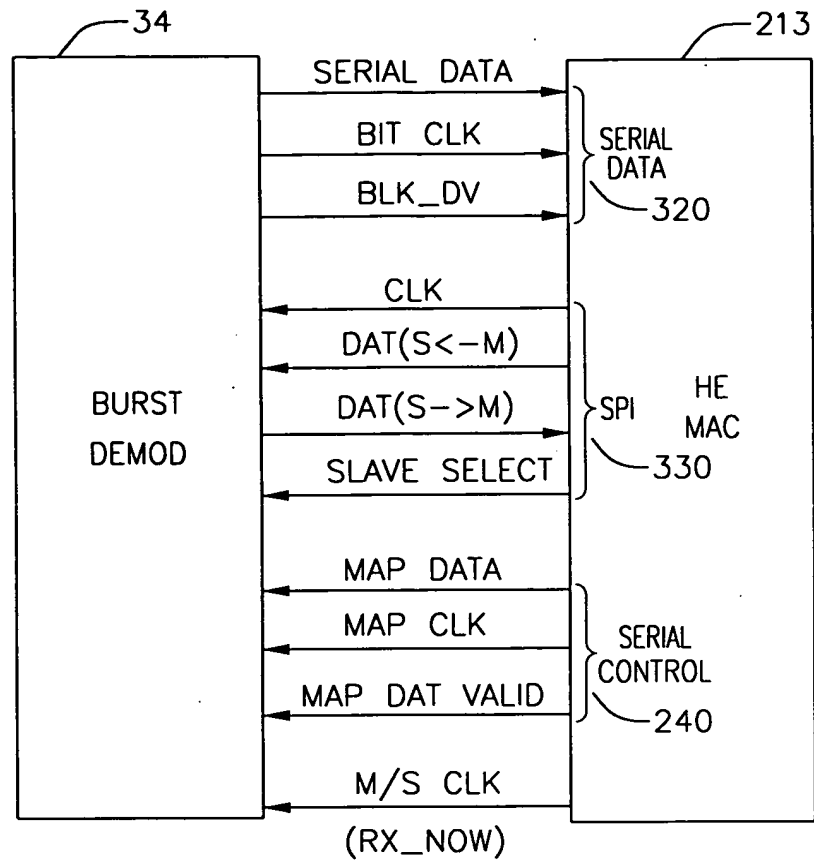 34
213
SERIAL DATA
BIT CLK
BLK_DV
SERIAL
DATA
320
CLK
DAT(S<-M)
DAT(S->M)
SLAVE SELECT
SPI
330
BURST
DEMOD
HE
MAC
MAP DATA
MAP CLK
MAP DAT VALID
SERIAL
CONTROL
240
M/S CLK
(RX_NOW)